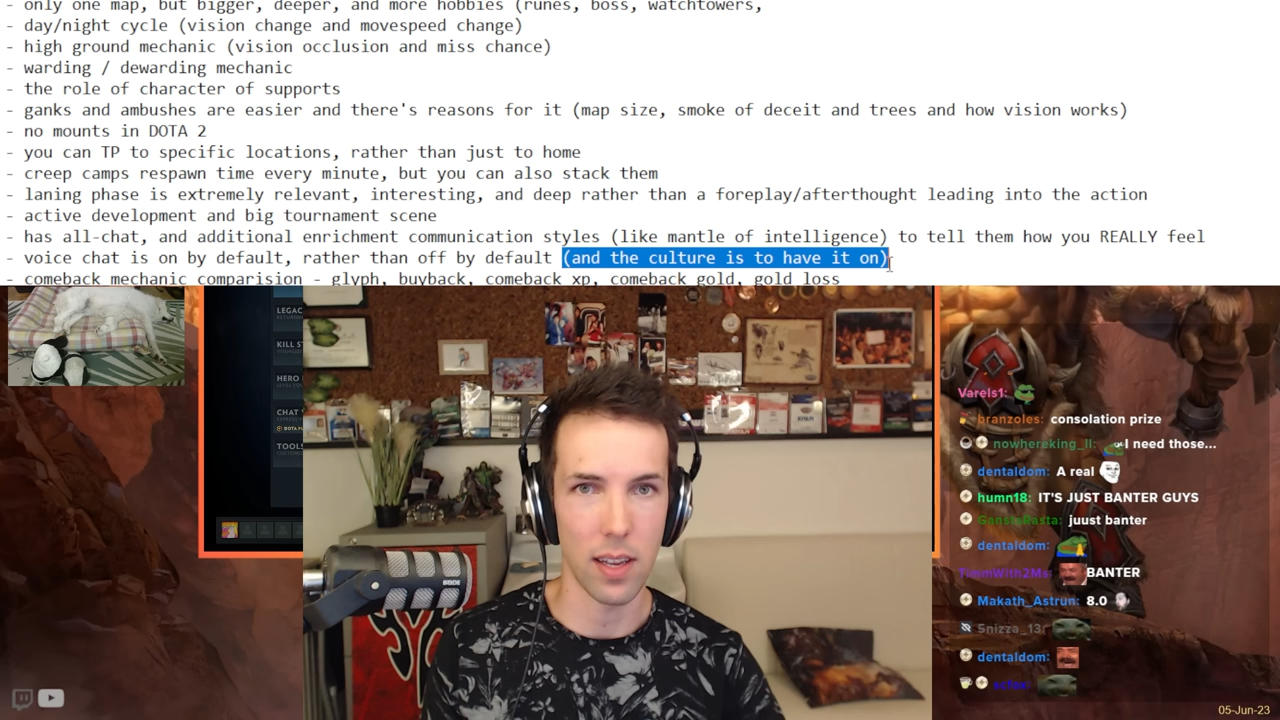 - only one map, but bigger, deeper, and more hobbies (runes, boss, watchtowers,
- day/night cycle (vision change and movespeed change)
- high ground mechanic (vision occlusion and miss chance)
- warding / dewarding mechanic
- the role of character of supports
- ganks and ambushes are easier and there's reasons for it (map size, smoke of deceit and trees and how vision works)
- no mounts in DOTA 2
- you can TP to specific locations, rather than just to home
- creep camps respawn time every minute, but you can also stack them
- laning phase is extremely relevant, interesting, and deep rather than a foreplay/afterthought leading into the action
- active development and big tournament scene
- has all-chat, and additional enrichment communication styles (like mantle of intelligence) to tell them how you REALLY feel
- voice chat is on by default, rather than off by default (and the culture is to have it on)
- comeback mechanic comparision - glyph, buyback, comeback xp, comeback gold, gold loss
LEGAC
KILL S
HERO
CHAT
DOTA PL
TOOLS
Varels1:
branzoles: consolation prize
nowhereking_II: I need those...
dentaldom: A real
humn18: IT'S JUST BANTER GUYS
GanstaRasta: juust banter
dentaldom:
BANTER
Makath_Astrun: 8.0
Snizza_13:
dentaldom:
05-Jun-23